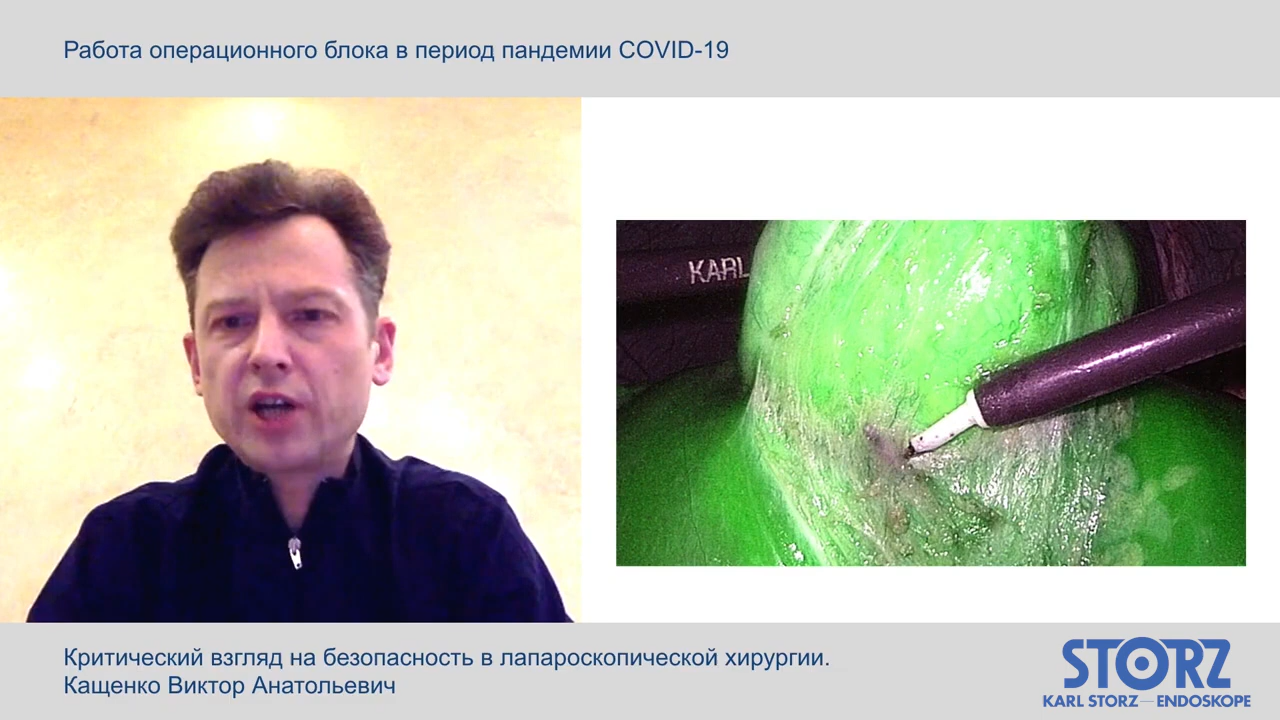 Работа операционного блока в период пандемии COVID-19
KARL
Критический взгляд на безопасность в лапароскопической хирургии.
Кащенко Виктор Анатольевич
STORZ
KARL STORZ—ENDOSKOPE